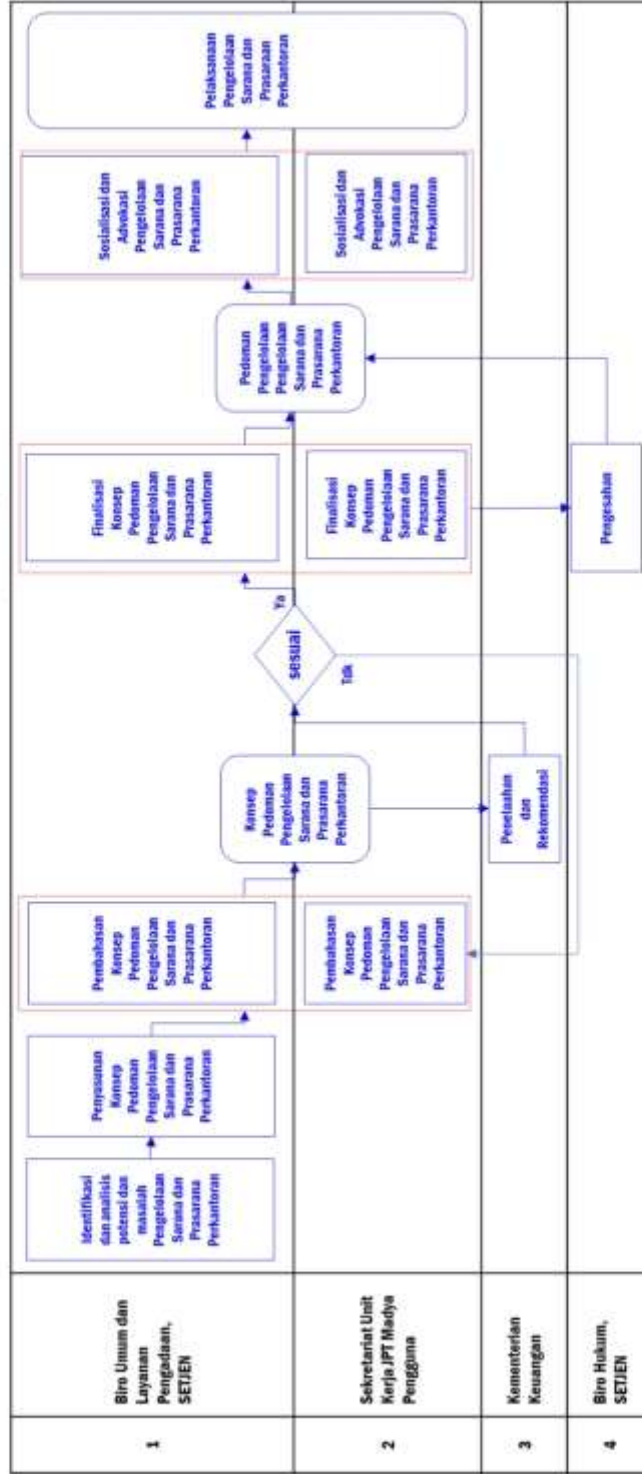 1
Biro Umum dan
Layanan
Pengadaan,
SETJEN
Identifikasi
dan analisis
potensi das
masalah
Pengelolaan
Sarana dan
Prasarana
Perkantoran
Penyusunan
Konsep
Pedoman
Pengelolaan
Sarana dan
Prasarana
Perkantoran
Pembahasan
Konsep
Pedoman
Pengelolaan
Sarana dan
Prasarana
Perkantoran
Konsep
Pedoman
Pengelolaan
Sarana dan
Prasarana
Perkantoran
sesuai
Ya
Tdk
Finalisasi
Konsep
Pedoman
Pengelolaan
Sarana dan
Prasarana
Perkantoran
Pedoman
Pengelolaan
Pengelolaan
Sarana dan
Prasarana
Perkantoran
Sosialisasi dan
Advokasi
Pengelolaan
Sarana dan
Prasarana
Perkantoran
Pelaksanaan
Pengelolaan
Sarana dan
Prasaraan
Perkantoran
2
Sekretariat Unit
Kerja JPT Madya
Pengguna
Pembahasan
Konsep
Pedoman
Pengelolaan
Sarana dan
Prasarana
Perkantoran
Finalisasi
Konsep
Pedoman
Pengelolaan
Sarana dan
Prasarana
Perkantoran
Sosialisasi dan
Advokasi
Pengelolaan
Sarana dan
Prasarana
Perkantoran
3
Kementerian
Keuangan
Penelaahan
dan
Rekomendasi
4
Biro Hukum,
SETJEN
Pengesahan